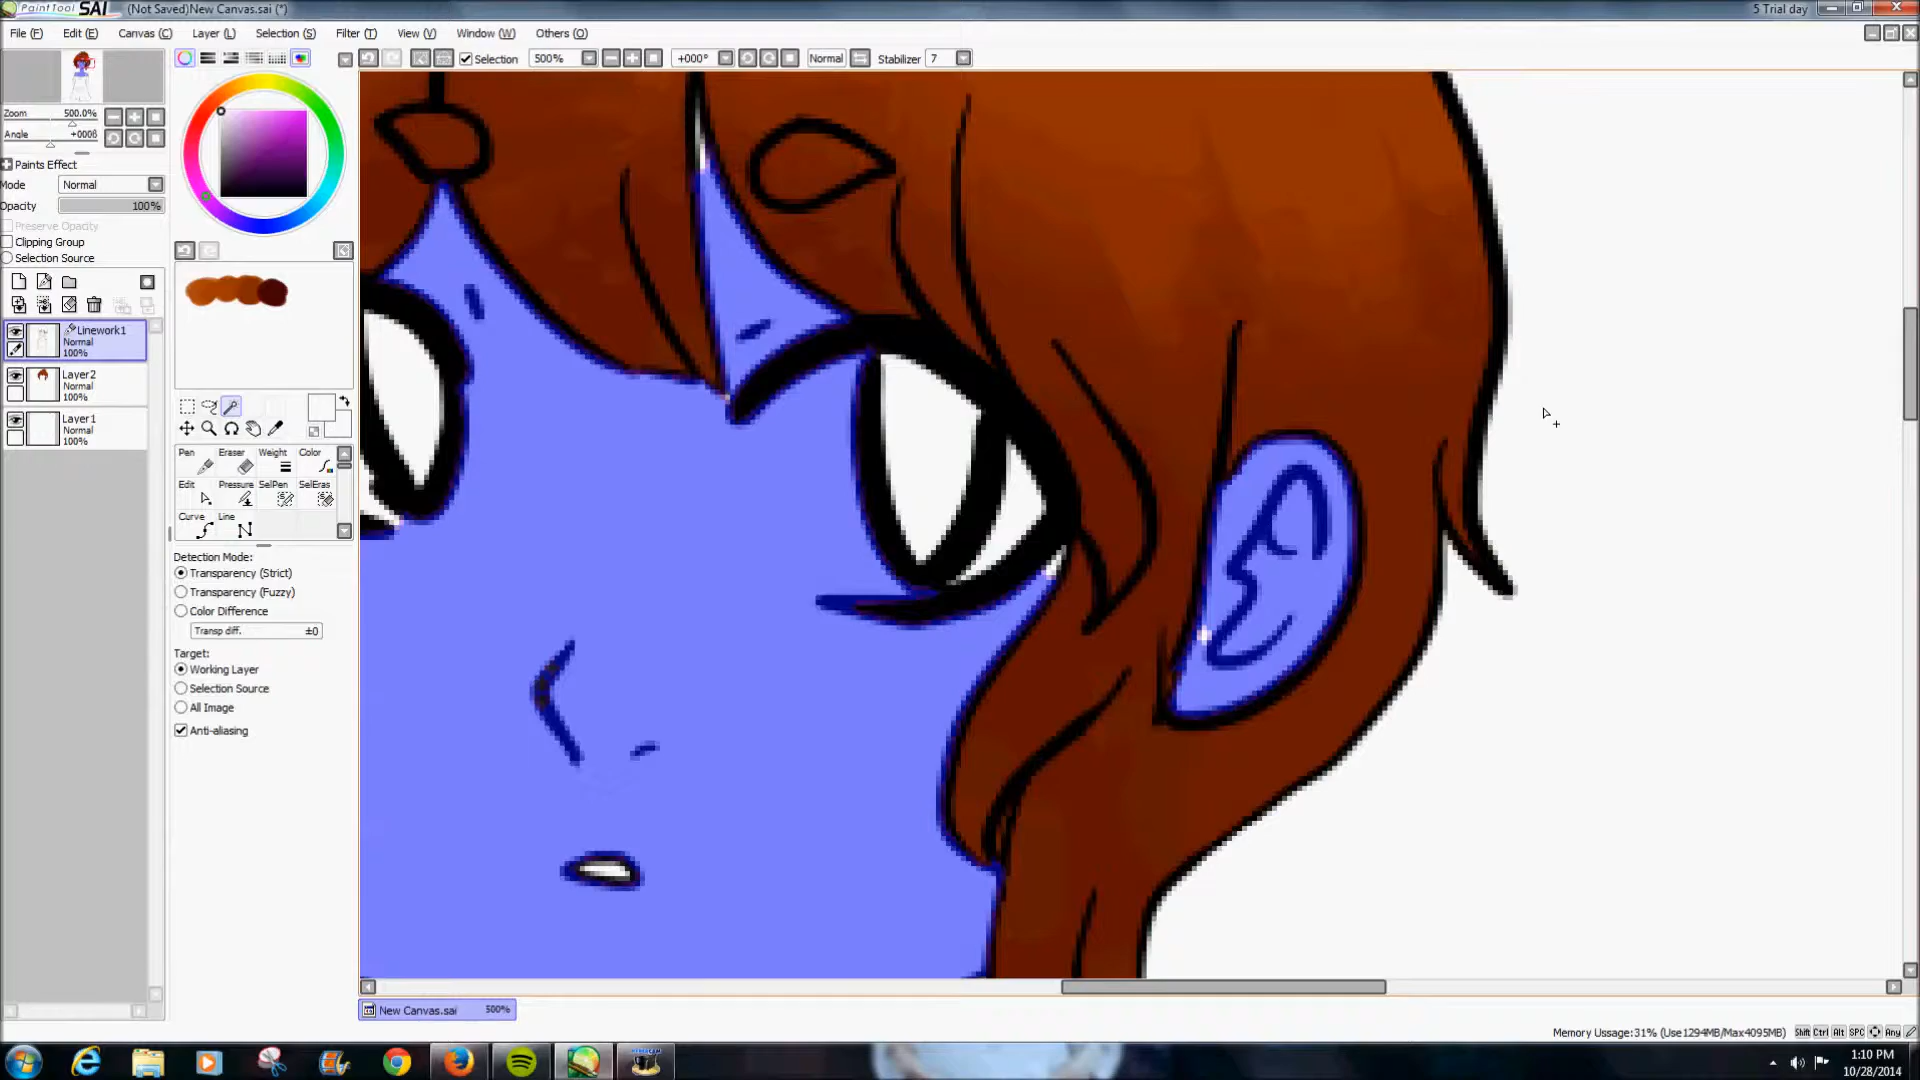 PaintTool SAI (Not Saved)New Canvas.sai (*) 5 Trial day
File (F) Edit (E) Canvas (C) Layer (L) Selection (S) Filter (T) View (V) Window (W) Others (O)
Selection 500% +000° Normal Stabilizer 7
Zoom 500.0%
Angle +000ß
Paints Effect
Mode Normal
Opacity 100%
Preserve Opacity
Clipping Group
Selection Source
Linework1
Normal
100%
Layer2
Normal
100%
Layer1
Normal
100%
Pen Eraser Weight Color
Edit Pressure SelPen SelEras
Curve Line
Detection Mode:
Transparency (Strict)
Transparency (Fuzzy)
Color Difference
Transp diff. ±0
Target:
Working Layer
Selection Source
All Image
Anti-aliasing
New Canvas.sai 500%
Memory Ussage:31% (Use1294MB/Max4095MB) Shift Ctrl Alt SPC Any
1:10 PM
10/28/2014